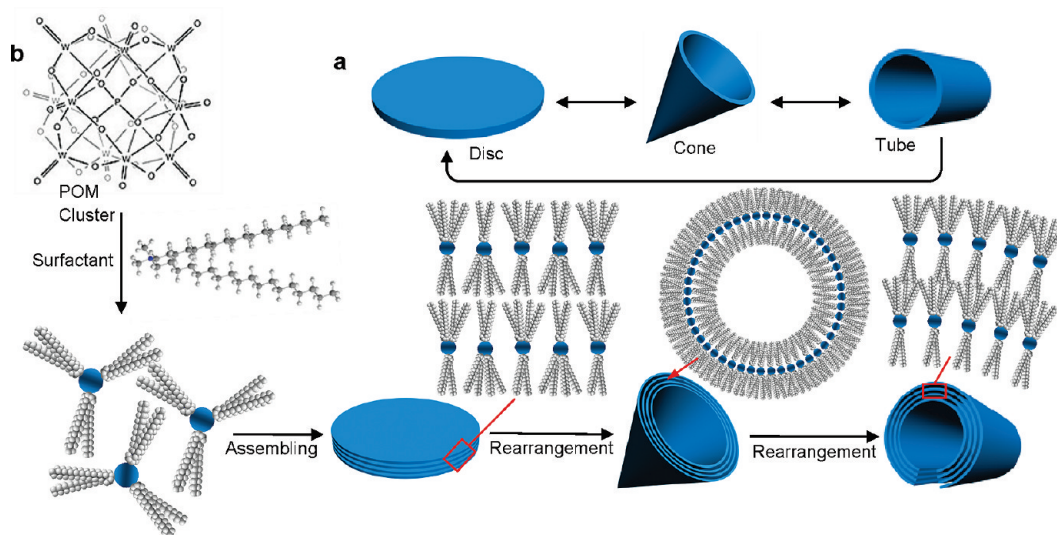 b
a
Disc
Cone
Tube
POM
Cluster
Surfactant
Assembling
Rearrangement
Rearrangement